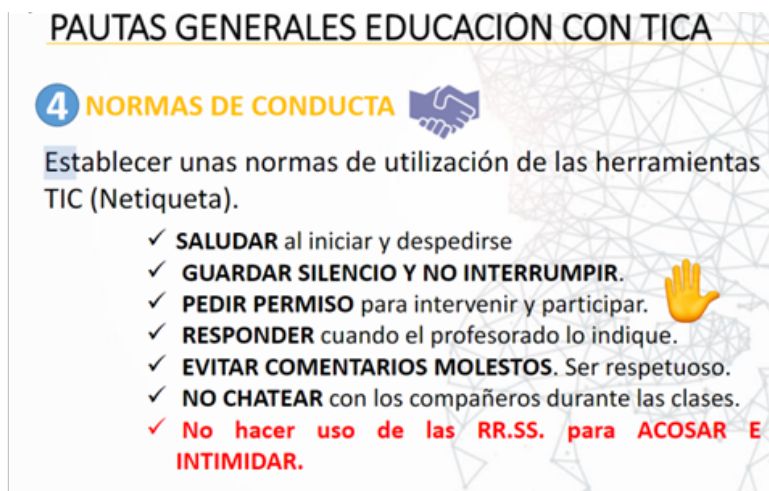 PAUTAS GENERALES EDUCACIÓN CON TICA
4 NORMAS DE CONDUCTA
Establecer unas normas de utilización de las herramientas
TIC (Netiqueta).
✓ SALUDAR al iniciar y despedirse
✓ GUARDAR SILENCIO Y NO INTERRUMPIR.
✓ PEDIR PERMISO para intervenir y participar.
✓ RESPONDER cuando el profesorado lo indique.
✓ EVITAR COMENTARIOS MOLESTOS. Ser respetuoso.
✓ NO CHATEAR con los compañeros durante las clases.
✓ No hacer uso de las RR.SS. para ACOSAR E
INTIMIDAR.